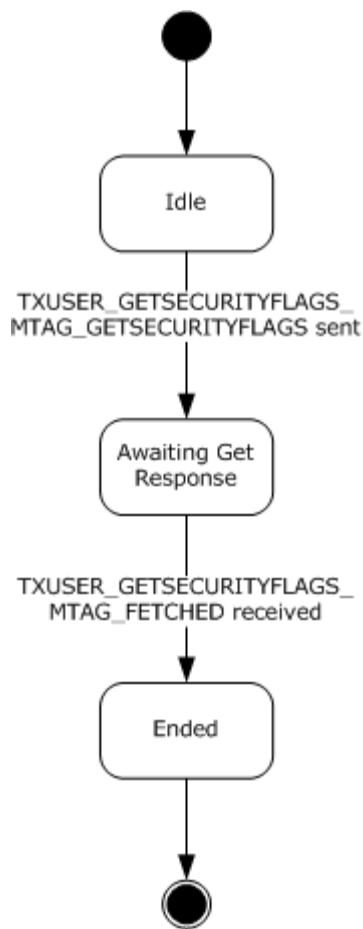 Idle
TXUSER_GETSECURITYFLAGS_
MTAG_GETSECURITYFLAGS sent
Awaiting Get
Response
TXUSER_GETSECURITYFLAGS_
MTAG_FETCHED received
Ended